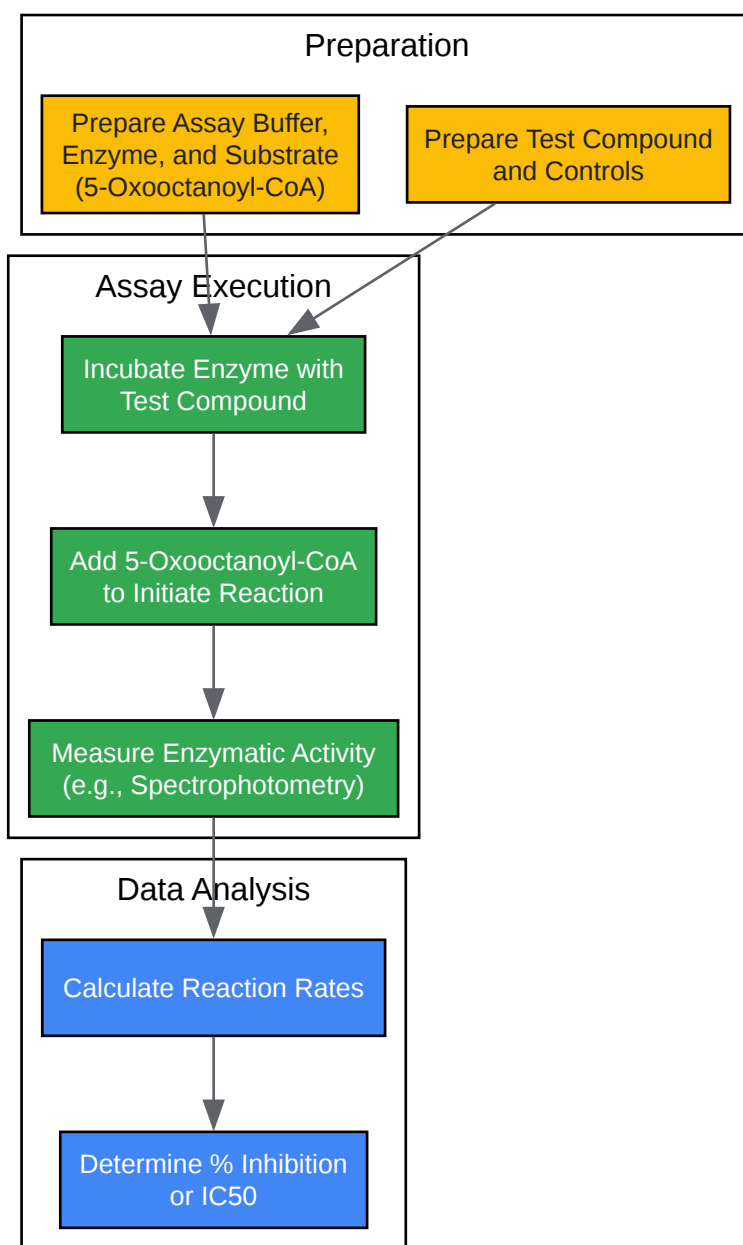 Preparation
Prepare Assay Buffer,
Enzyme, and Substrate
(5-Oxooctanoyl-CoA)
Prepare Test Compound
and Controls
Assay Execution
Incubate Enzyme with
Test Compound
Add 5-Oxooctanoyl-CoA
to Initiate Reaction
Measure Enzymatic Activity
(e.g., Spectrophotometry)
Data Analysis
Calculate Reaction Rates
Determine % Inhibition
or IC50